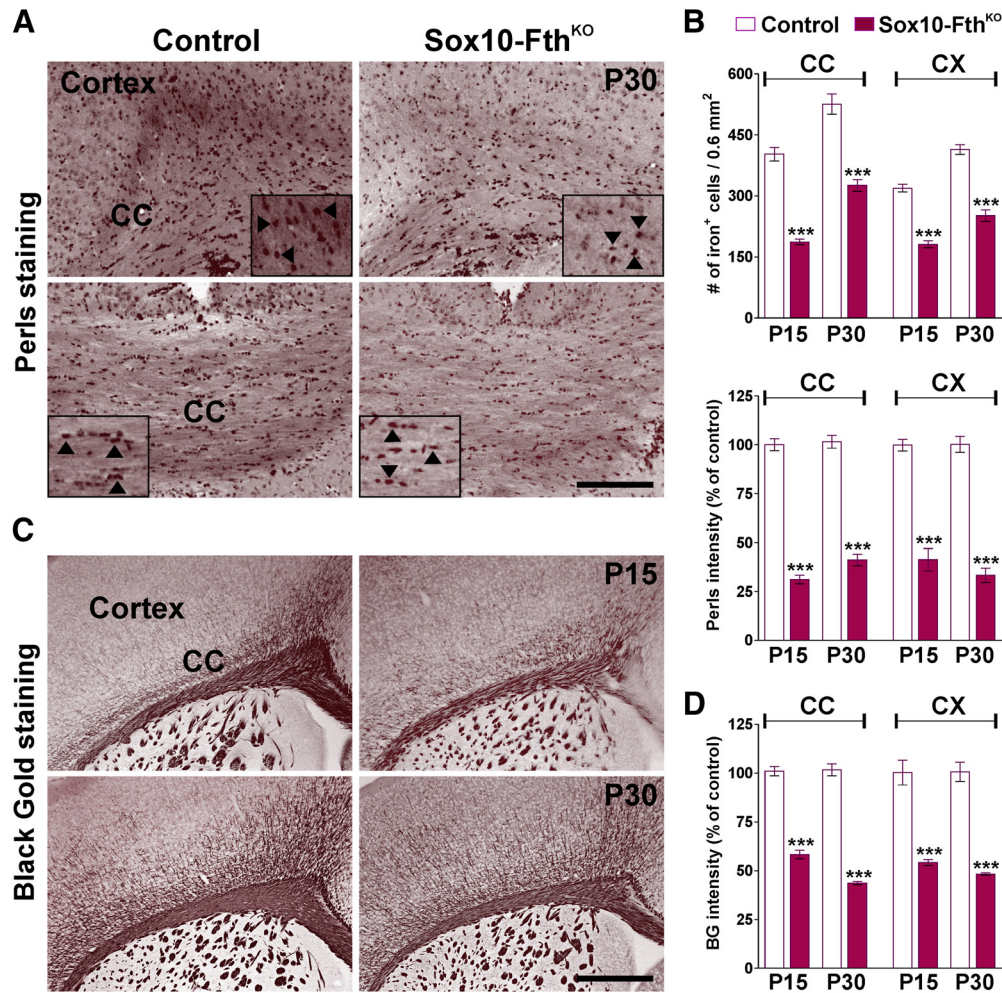 A
Control
Sox10-Fth^KO
Perls staining
Cortex
CC
P30
CC
B
Control
Sox10-Fth^KO
CC
CX
# of iron⁺ cells / 0.6 mm²
600
450
300
150
0
***
***
***
***
P15
P30
P15
P30
CC
CX
Perls intensity (% of control)
125
100
75
50
25
0
***
***
***
***
P15
P30
P15
P30
C
Black Gold staining
Cortex
CC
P15
P30
D
CC
CX
BG intensity (% of control)
125
100
75
50
25
0
***
***
***
***
P15
P30
P15
P30